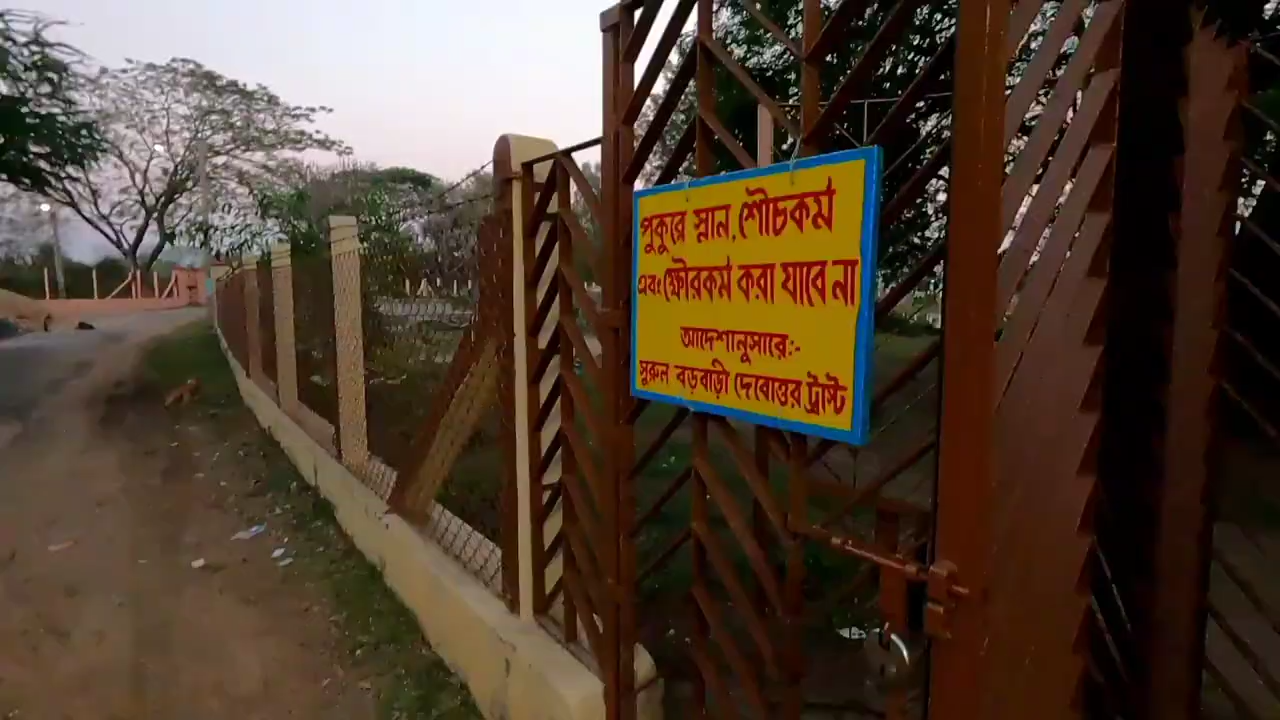 পুকুরে স্নান, শৌচকর্ম
এবং ক্ষৌরকর্ম করা যাবে না
আদেশানুসারে:-
সুরুল বড়বাড়ী দেবোত্তর ট্রাস্ট